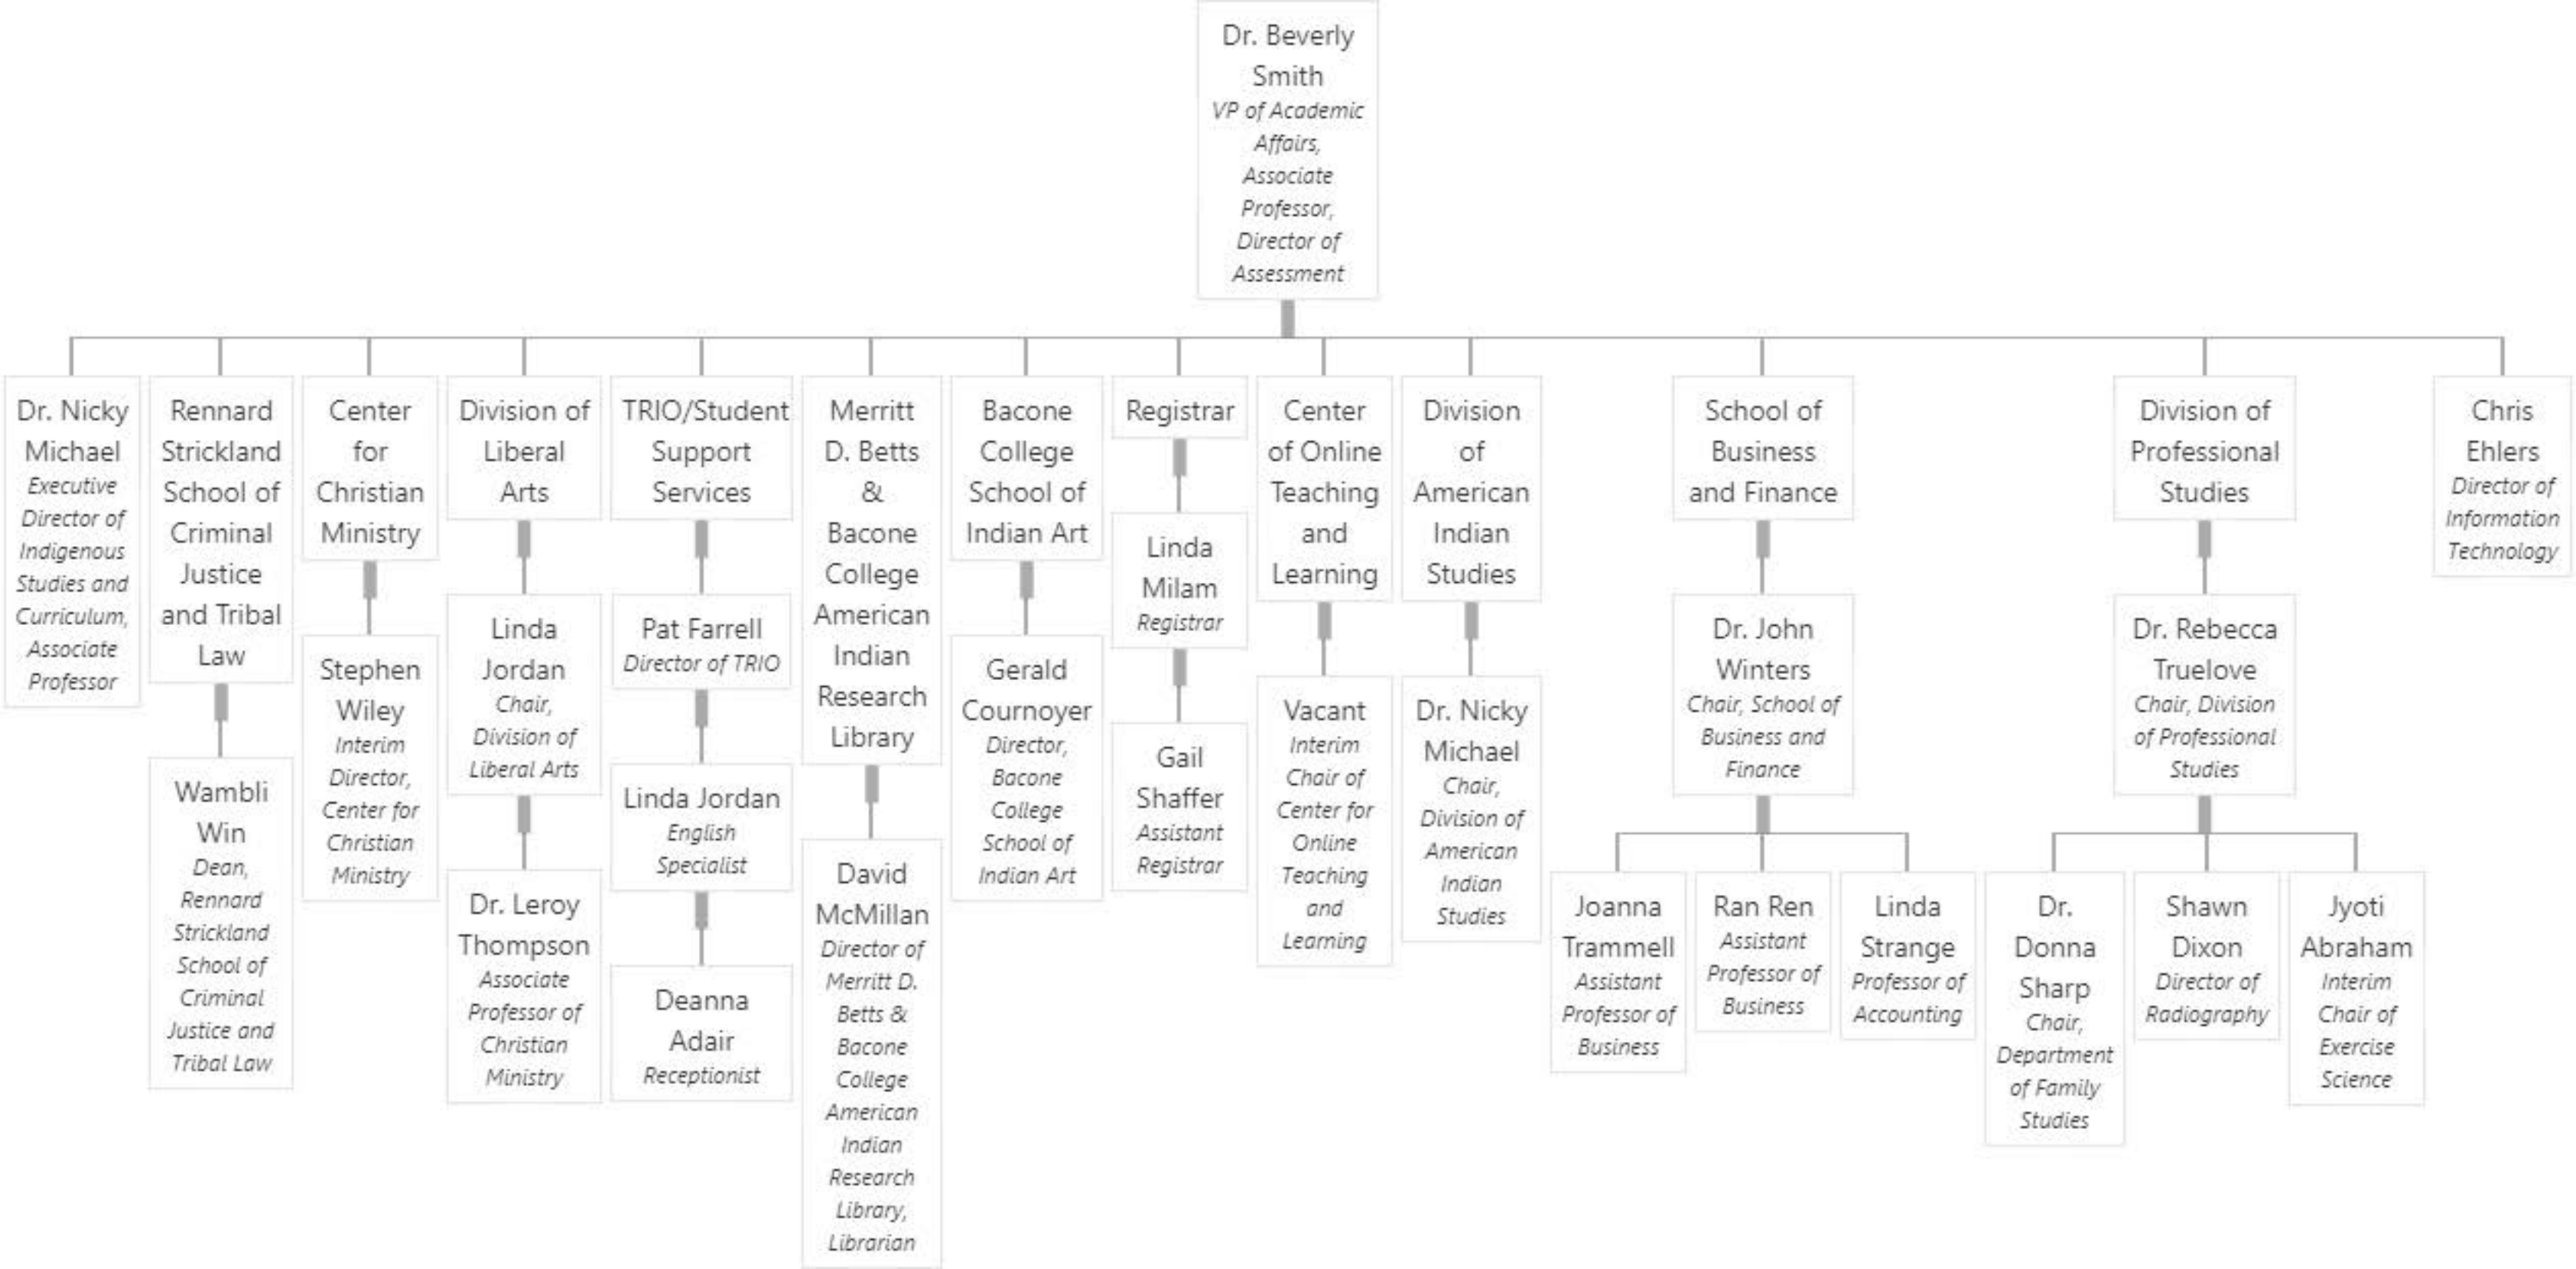 Dr. Beverly
Smith
VP of Academic
Affairs,
Associate
Professor,
Director of
Assessment
Dr. Nicky
Michael
Executive
Director of
Indigenous
Studies and
Curriculum,
Associate
Professor
Rennard
Strickland
School of
Criminal
Justice
and Tribal
Law
Wambli
Win
Dean,
Rennard
Strickland
School of
Criminal
Justice and
Tribal Law
Center
for
Christian
Ministry
Stephen
Wiley
Interim
Director,
Center for
Christian
Ministry
Division of
Liberal
Arts
Linda
Jordan
Chair,
Division of
Liberal Arts
Dr. Leroy
Thompson
Associate
Professor of
Christian
Ministry
TRIO/Student
Support
Services
Pat Farrell
Director of TRIO
Linda Jordan
English
Specialist
Deanna
Adair
Receptionist
Merritt
D. Betts
&
Bacone
College
American
Indian
Research
Library
David
McMillan
Director of
Merritt D.
Betts &
Bacone
College
American
Indian
Research
Library,
Librarian
Bacone
College
School of
Indian Art
Gerald
Cournoyer
Director,
Bacone
College
School of
Indian Art
Registrar
Linda
Milam
Registrar
Gail
Shaffer
Assistant
Registrar
Center
of Online
Teaching
and
Learning
Vacant
Interim
Chair of
Center for
Online
Teaching
and
Learning
Division
of
American
Indian
Studies
Dr. Nicky
Michael
Chair,
Division of
American
Indian
Studies
School of
Business
and Finance
Dr. John
Winters
Chair, School of
Business and
Finance
Joanna
Trammell
Assistant
Professor of
Business
Ran Ren
Assistant
Professor of
Business
Linda
Strange
Professor of
Accounting
Division of
Professional
Studies
Dr. Rebecca
Truelove
Chair, Division
of Professional
Studies
Dr.
Donna
Sharp
Chair,
Department
of Family
Studies
Shawn
Dixon
Director of
Radiography
Jyoti
Abraham
Interim
Chair of
Exercise
Science
Chris
Ehlers
Director of
Information
Technology